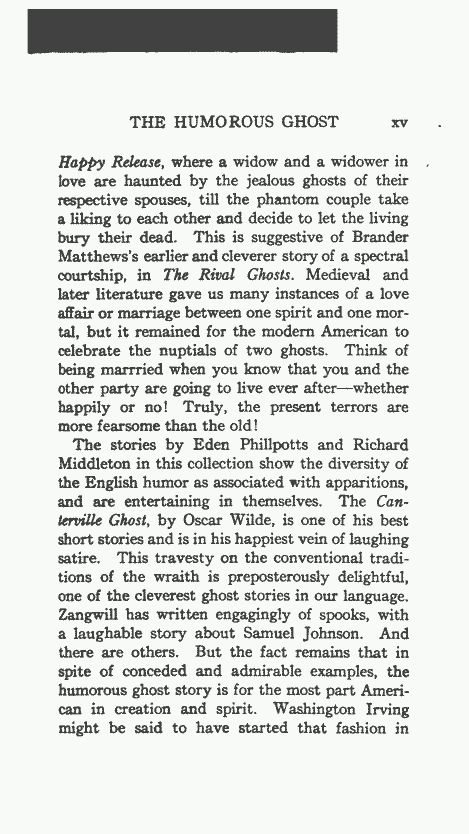 THE HUMOROUS GHOST xv
Happy Release, where a widow and a widower in
love are haunted by the jealous ghosts of their
respective spouses, till the phantom couple take
a liking to each other and decide to let the living
bury their dead. This is suggestive of Brander
Matthews's earlier and cleverer story of a spectral
courtship, in The Rival Ghosts. Medieval and
later literature gave us many instances of a love
affair or marriage between one spirit and one mor-
tal, but it remained for the modern American to
celebrate the nuptials of two ghosts. Think of
being marrried when you know that you and the
other party are going to live ever after—whether
happily or no! Truly, the present terrors are
more fearsome than the old!
The stories by Eden Phillpotts and Richard
Middleton in this collection show the diversity of
the English humor as associated with apparitions,
and are entertaining in themselves. The Can-
terville Ghost, by Oscar Wilde, is one of his best
short stories and is in his happiest vein of laughing
satire. This travesty on the conventional tradi-
tions of the wraith is preposterously delightful,
one of the cleverest ghost stories in our language.
Zangwill has written engagingly of spooks, with
a laughable story about Samuel Johnson. And
there are others. But the fact remains that in
spite of conceded and admirable examples, the
humorous ghost story is for the most part Ameri-
can in creation and spirit. Washington Irving
might be said to have started that fashion in